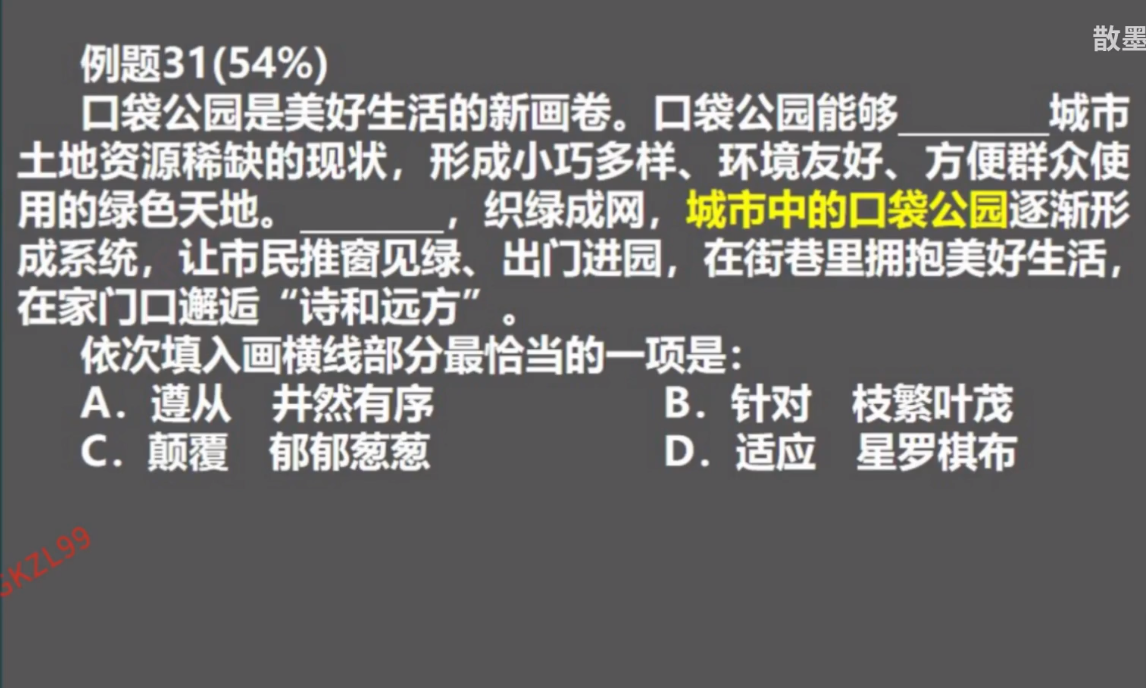 散墨
例题31(54%)
口袋公园是美好生活的新画卷。口袋公园能够________城市
土地资源稀缺的现状，形成小巧多样、环境友好、方便群众使
用的绿色天地。________，织绿成网，城市中的口袋公园逐渐形
成系统，让市民推窗见绿、出门进园，在街巷里拥抱美好生活，
在家门口邂逅“诗和远方”。
依次填入画横线部分最恰当的一项是：
A．遵从　井然有序　B．针对　枝繁叶茂
C．颠覆　郁郁葱葱　D．适应　星罗棋布
GKZL99